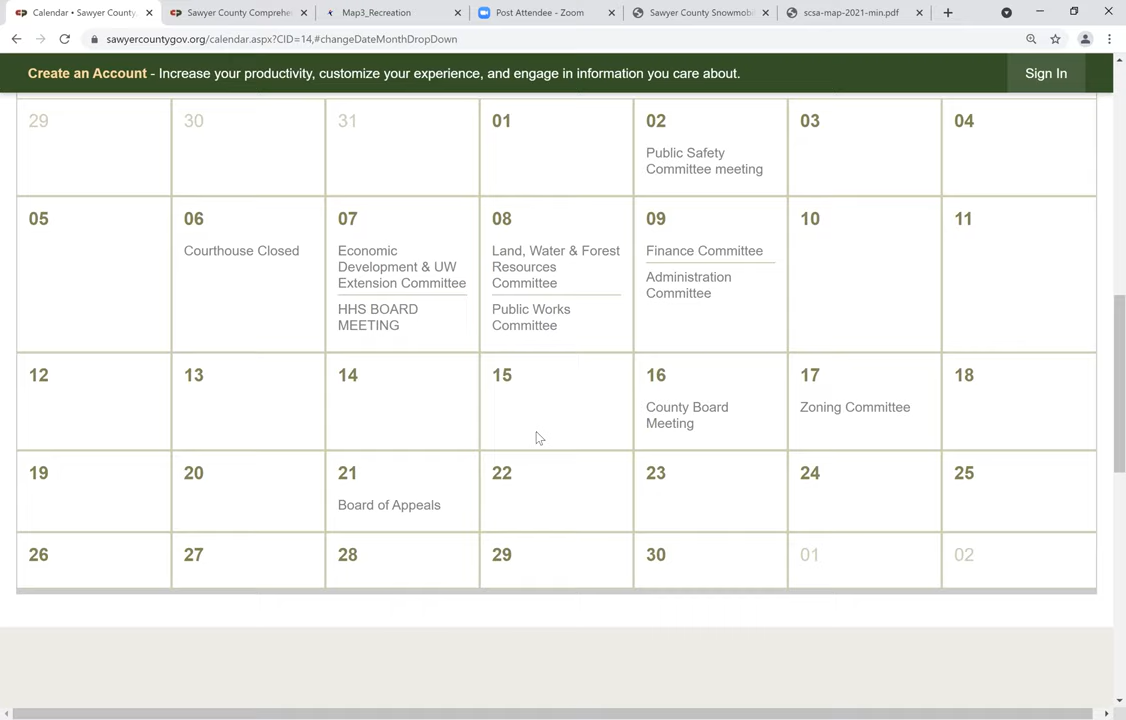 Calendar • Sawyer County,
Sawyer County Comprehe
Map3_Recreation
Post Attendee - Zoom
Sawyer County Snowmobi
scsa-map-2021-min.pdf
sawyercountygov.org/calendar.aspx?CID=14,#changeDateMonthDropDown
Create an Account - Increase your productivity, customize your experience, and engage in information you care about.
Sign In
29
30
31
01
02
Public Safety
Committee meeting
03
04
05
06
Courthouse Closed
07
Economic
Development & UW
Extension Committee
HHS BOARD
MEETING
08
Land, Water & Forest
Resources
Committee
Public Works
Committee
09
Finance Committee
Administration
Committee
10
11
12
13
14
15
16
County Board
Meeting
17
Zoning Committee
18
19
20
21
Board of Appeals
22
23
24
25
26
27
28
29
30
01
02